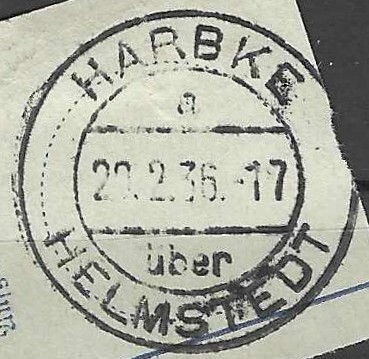 HARBKE
a
20.2.36.-17
über
HELMSTEDT